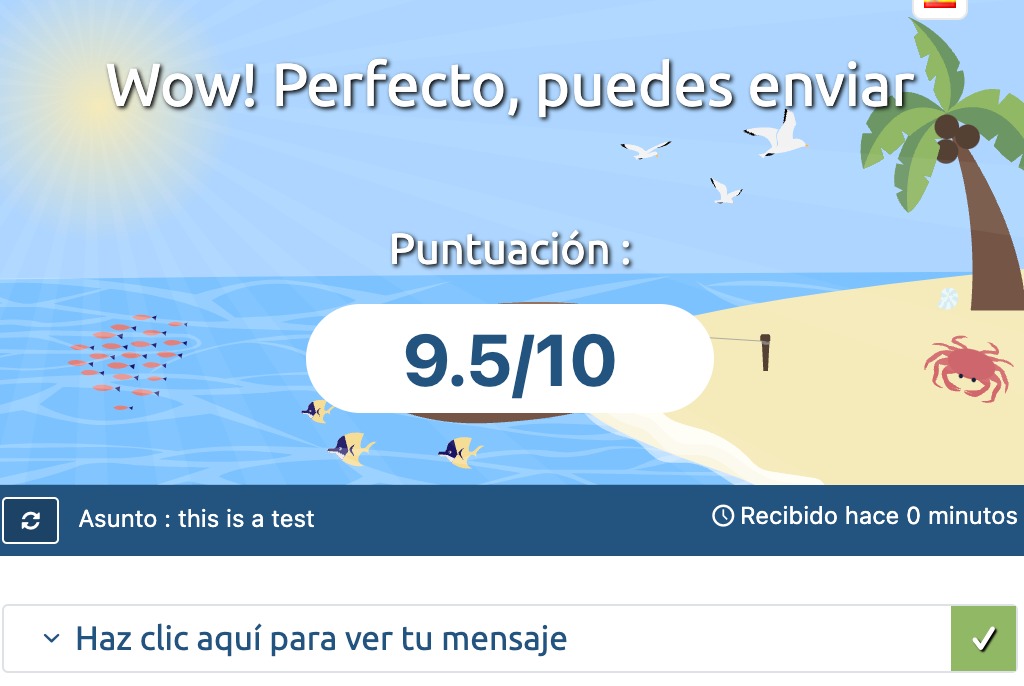 Wow! Perfecto, puedes enviar
Puntuación :
9.5/10
Asunto : this is a test
Recibido hace 0 minutos
Haz clic aquí para ver tu mensaje